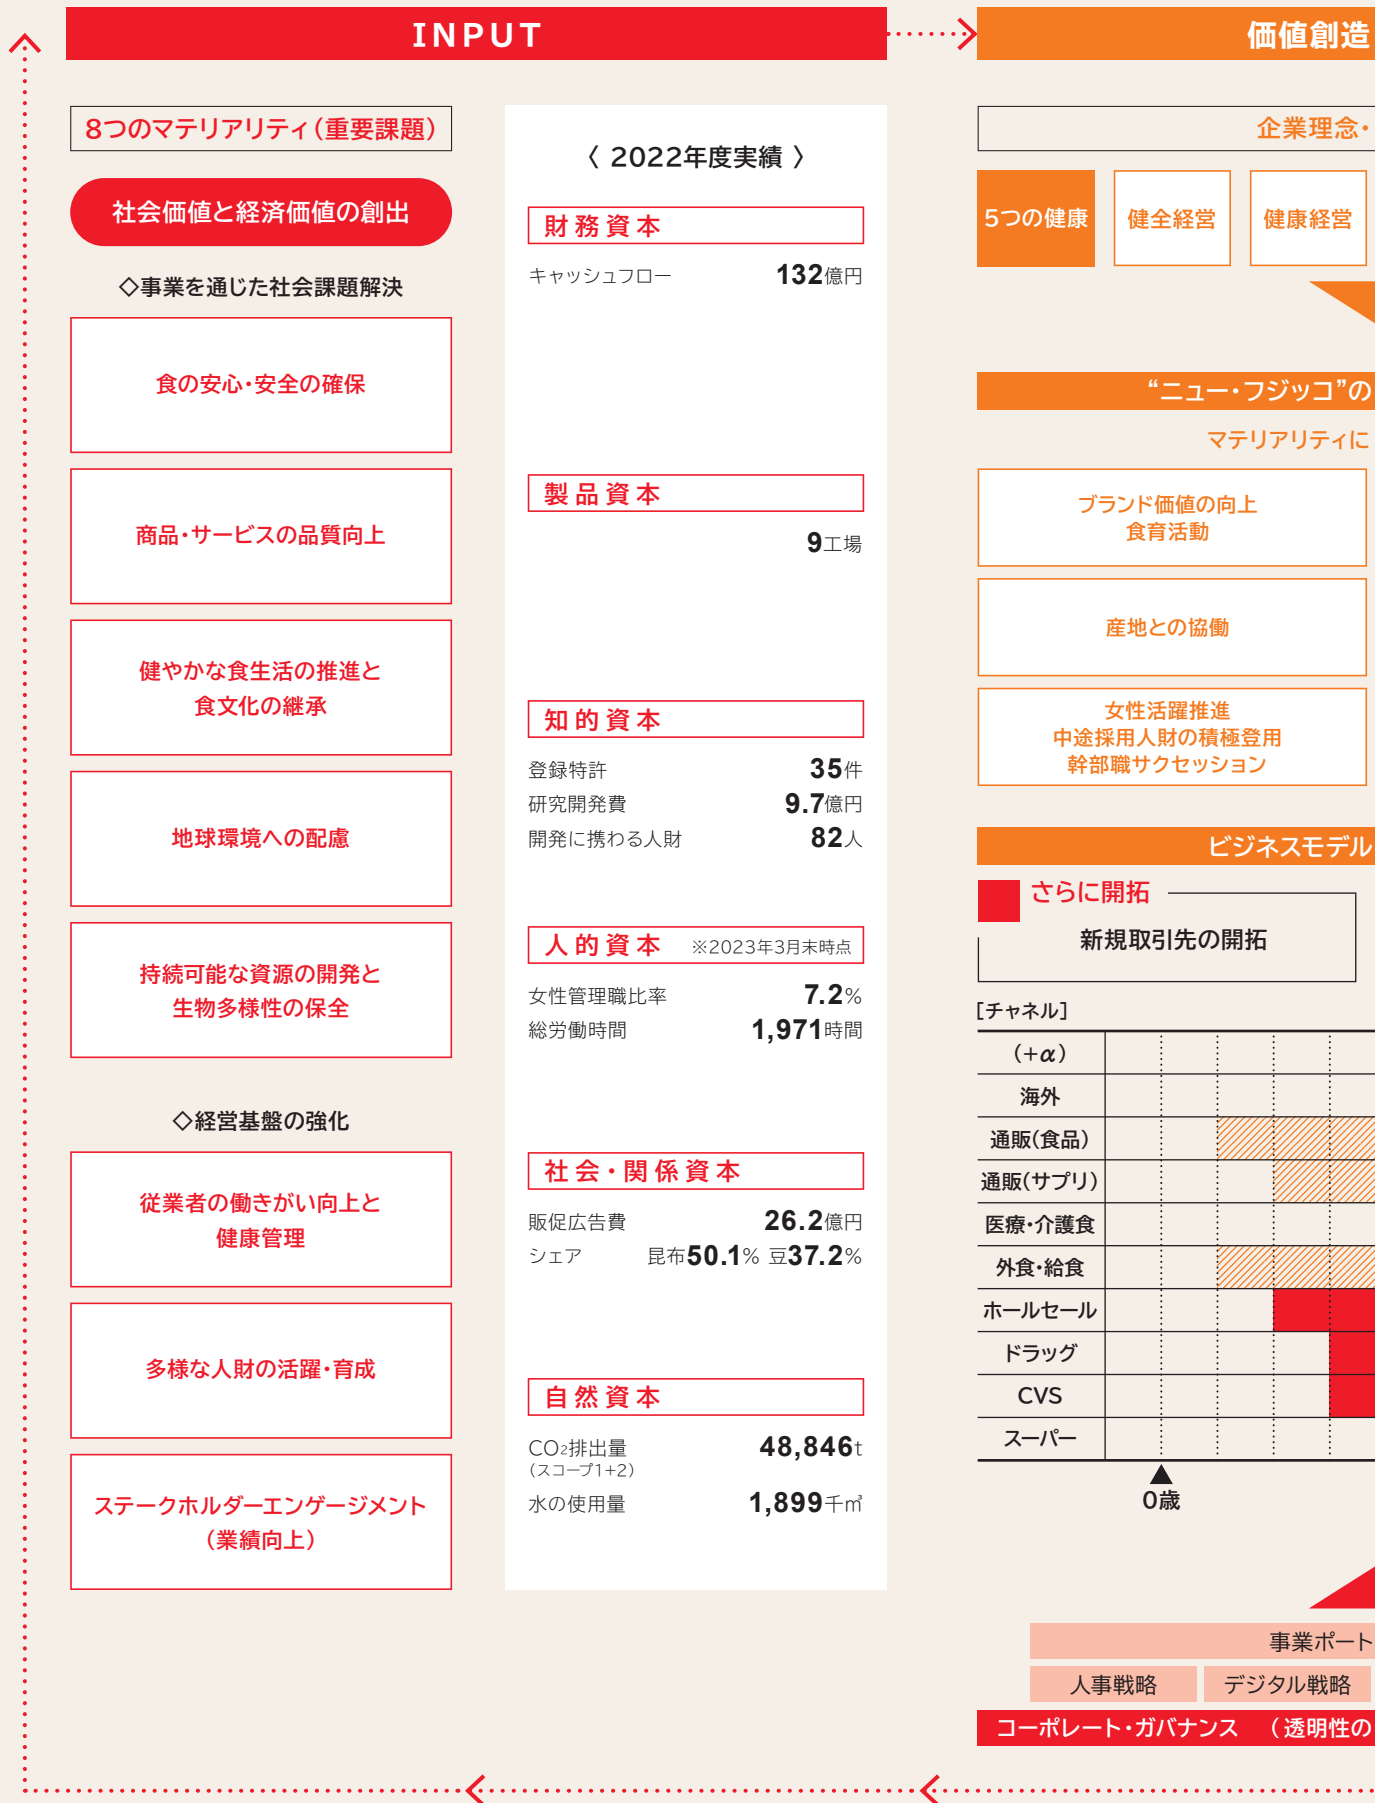 INPUT
8つのマテリアリティ（重要課題）
社会価値と経済価値の創出
◇事業を通じた社会課題解決
食の安心・安全の確保
商品・サービスの品質向上
健やかな食生活の推進と
食文化の継承
地球環境への配慮
持続可能な資源の開発と
生物多様性の保全
◇経営基盤の強化
従業者の働きがい向上と
健康管理
多様な人財の活躍・育成
ステークホルダーエンゲージメント
（業績向上）
〈 2022年度実績 〉
財務資本
キャッシュフロー 132億円
製品資本
9工場
知的資本
登録特許 35件
研究開発費 9.7億円
開発に携わる人財 82人
人的資本 ※2023年3月末時点
女性管理職比率 7.2%
総労働時間 1,971時間
社会・関係資本
販促広告費 26.2億円
シェア 昆布50.1% 豆37.2%
自然資本
CO₂排出量 48,846t
（スコープ1+2）
水の使用量 1,899千㎥
価値創造
企業理念・
5つの健康
健全経営
健康経営
“ニュー・フジッコ”の
マテリアリティに
ブランド価値の向上
食育活動
産地との協働
女性活躍推進
中途採用人財の積極登用
幹部職サクセッション
ビジネスモデル
さらに開拓
新規取引先の開拓
［チャネル］
（+α）
海外
通販(食品)
通販(サプリ)
医療・介護食
外食・給食
ホールセール
ドラッグ
CVS
スーパー
0歳
事業ポート
人事戦略
デジタル戦略
コーポレート・ガバナンス （透明性の